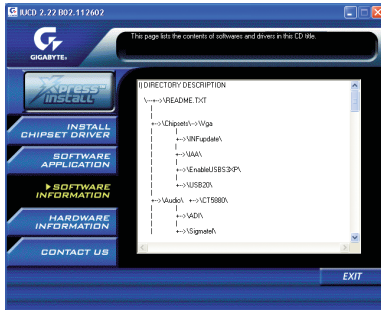 IUCD 2.22 B02.112602
GIGABYTE
This page lists the contents of softwares and drivers in this CD title.
Xpress
Install
INSTALL
CHIPSET DRIVER
SOFTWARE
APPLICATION
SOFTWARE
INFORMATION
HARDWARE
INFORMATION
CONTACT US
I) DIRECTORY DESCRIPTION
\--+->\README.TXT
|
+->\Chipsets\->\Vga
| |
| +->\INFupdate\
| |
| +->\IAA\
| |
| +->\EnableUSBS3XP\
| |
| +->\USB20\
|
+->\Audio\ +->\CT5880\
| |
| +->\ADI\
| |
| +->\Sigmatel\
EXIT